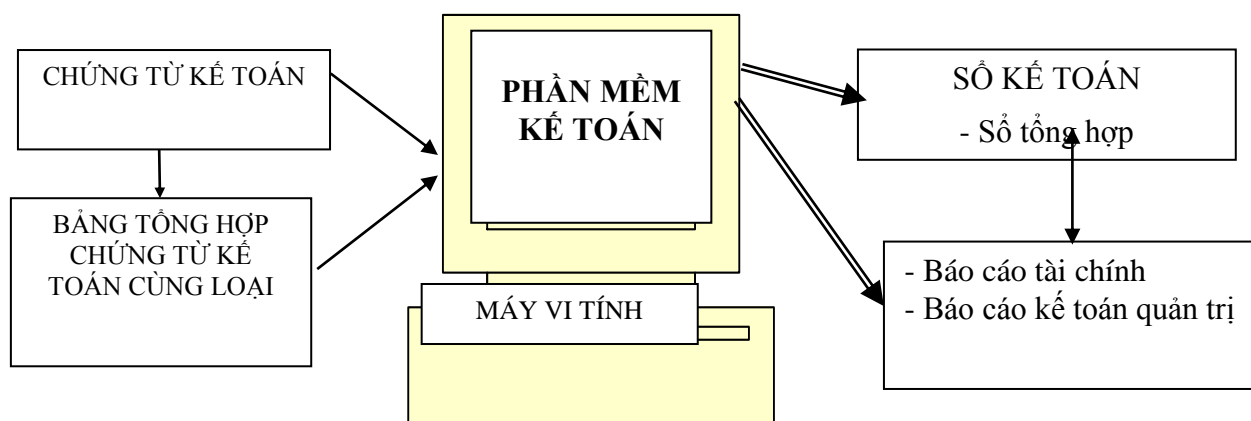 CHỨNG TỪ KẾ TOÁN
BẢNG TỔNG HỢP
CHỨNG TỪ KẾ
TOÁN CÙNG LOẠI
PHẦN MỀM
KẾ TOÁN
MÁY VI TÍNH
SỔ KẾ TOÁN
- Sổ tổng hợp
- Báo cáo tài chính
- Báo cáo kế toán quản trị